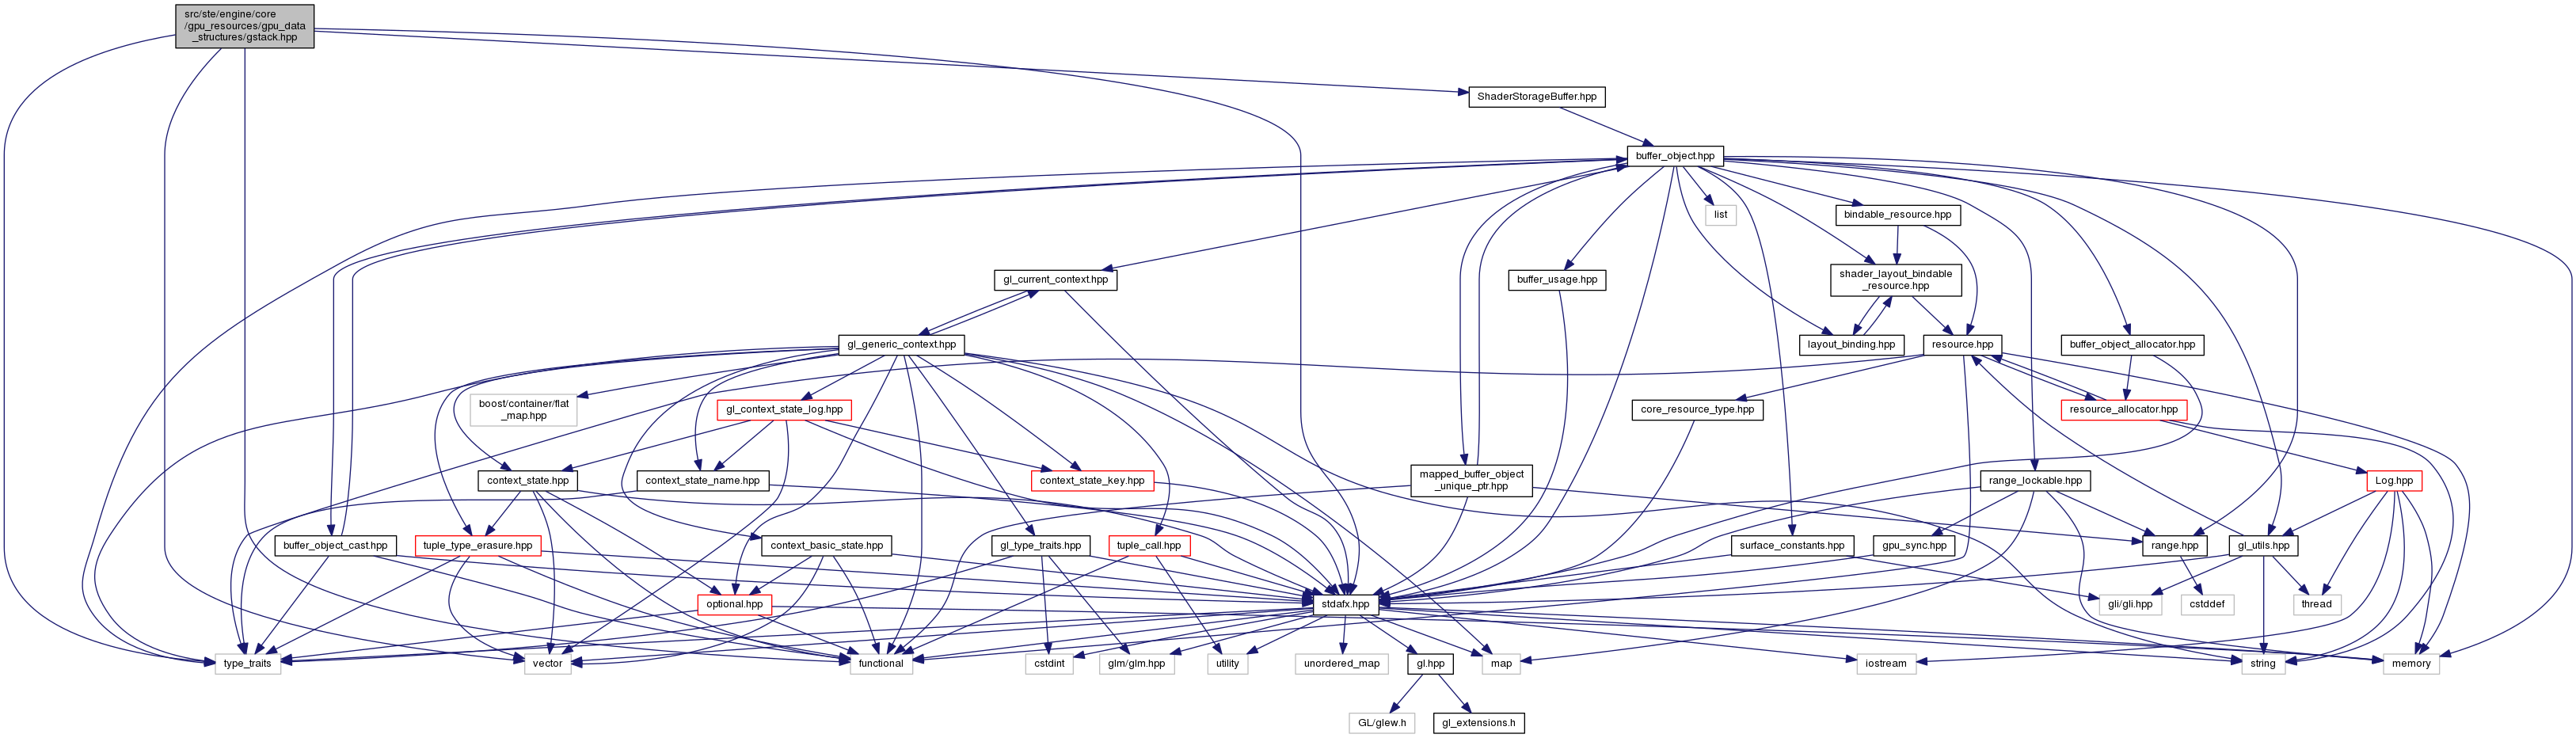 src/ste/engine/core
/gpu_resources/gpu_data
_structures/gstack.hpp
ShaderStorageBuffer.hpp
buffer_object.hpp
list
bindable_resource.hpp
gl_current_context.hpp
buffer_usage.hpp
shader_layout_bindable
_resource.hpp
gl_generic_context.hpp
layout_binding.hpp
resource.hpp
buffer_object_allocator.hpp
boost/container/flat
_map.hpp
gl_context_state_log.hpp
core_resource_type.hpp
resource_allocator.hpp
context_state.hpp
context_state_name.hpp
context_state_key.hpp
mapped_buffer_object
_unique_ptr.hpp
range_lockable.hpp
Log.hpp
buffer_object_cast.hpp
tuple_type_erasure.hpp
context_basic_state.hpp
gl_type_traits.hpp
tuple_call.hpp
surface_constants.hpp
gpu_sync.hpp
range.hpp
gl_utils.hpp
optional.hpp
stdafx.hpp
gli/gli.hpp
cstddef
thread
type_traits
vector
functional
cstdint
glm/glm.hpp
utility
unordered_map
gl.hpp
map
iostream
string
memory
GL/glew.h
gl_extensions.h